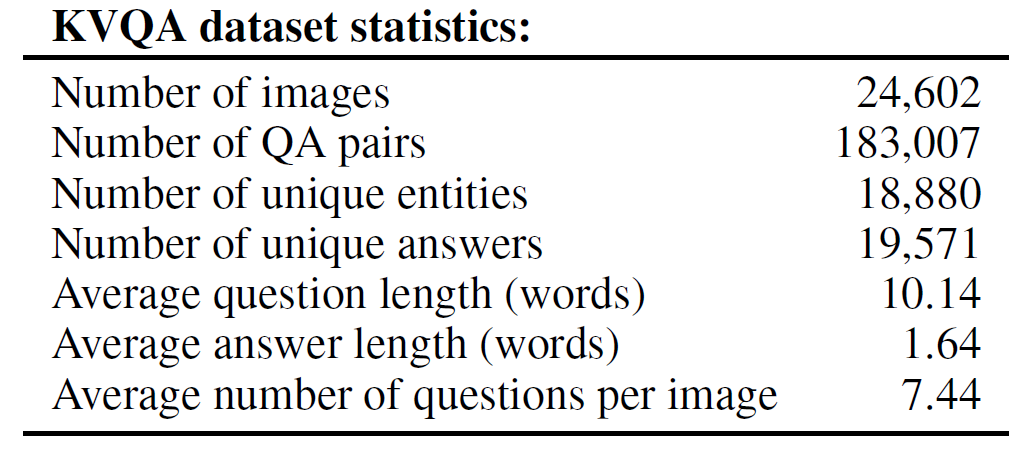 KVQA dataset statistics:
Number of images 24,602
Number of QA pairs 183,007
Number of unique entities 18,880
Number of unique answers 19,571
Average question length (words) 10.14
Average answer length (words) 1.64
Average number of questions per image 7.44